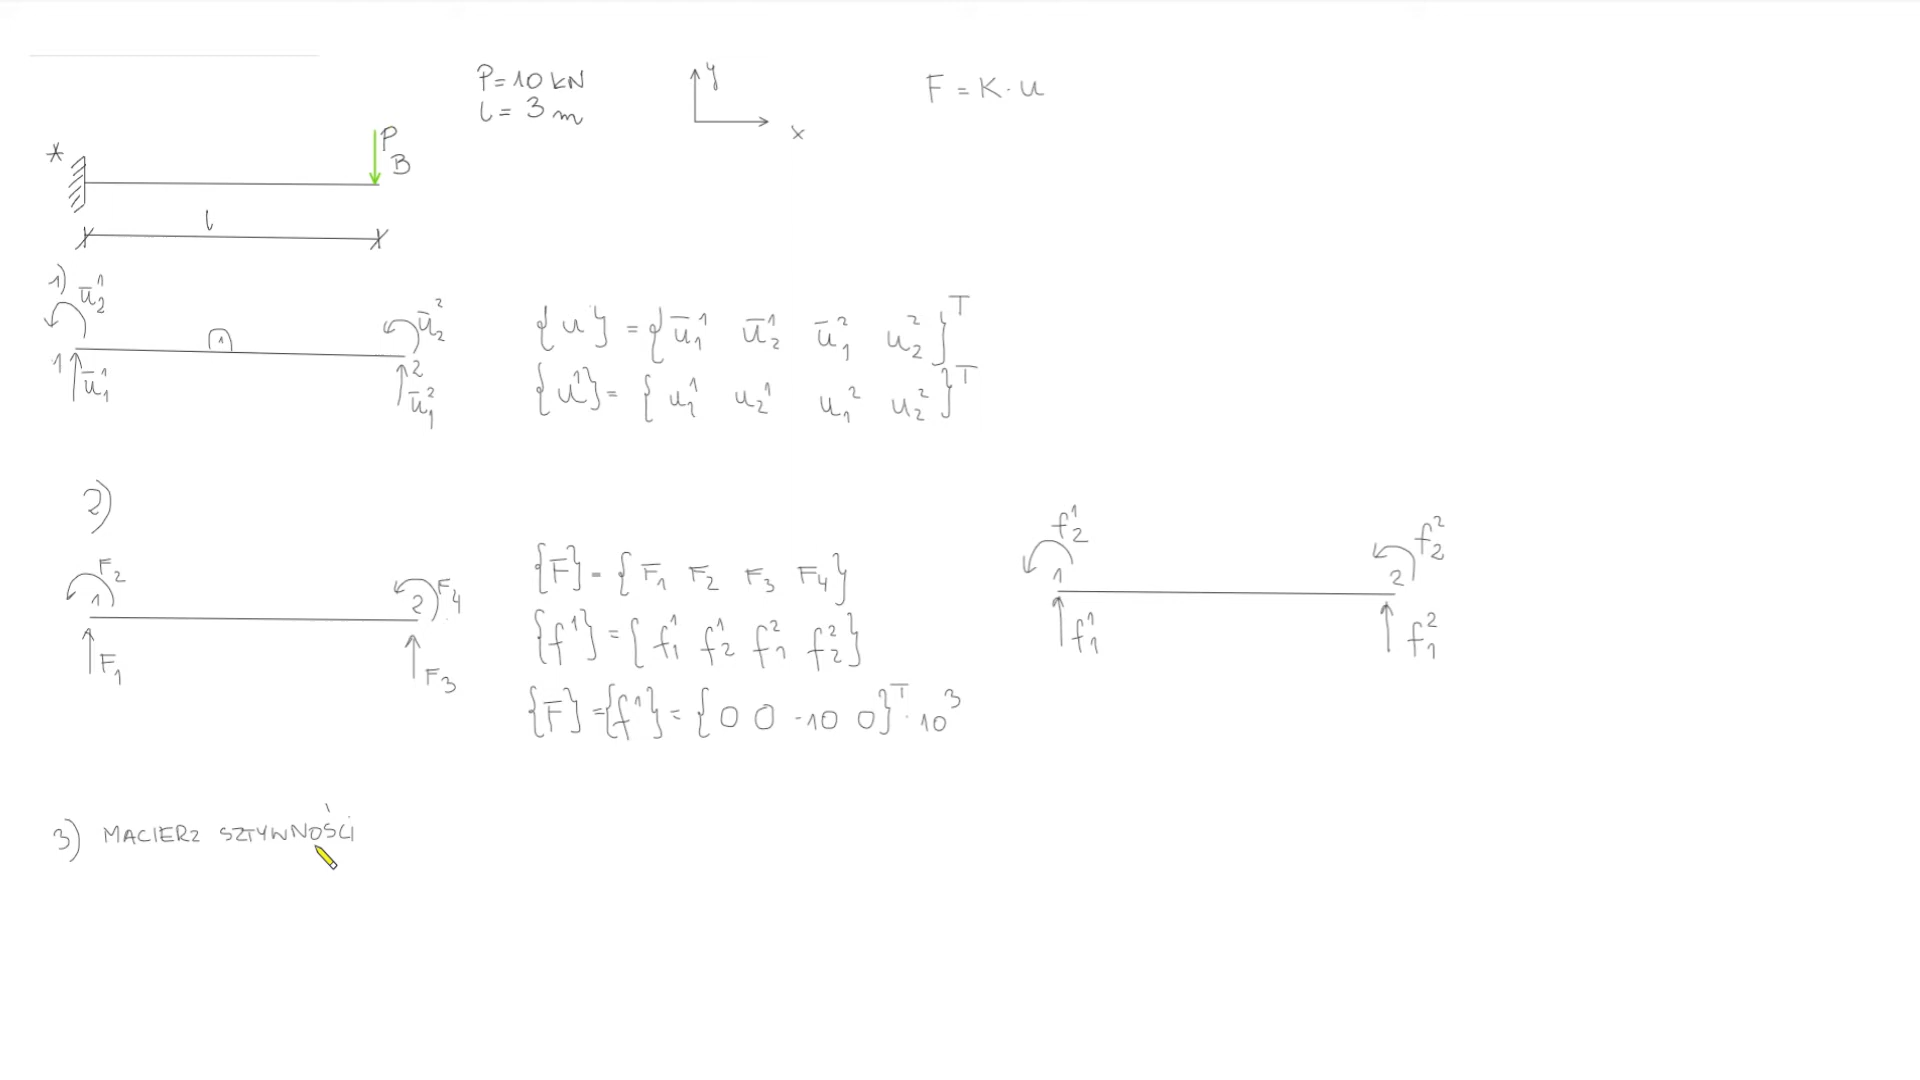 P=10 kN
l= 3 m
y
x
F = K·u
A
P
B
l
1)
ū₂¹
ū₂²
1
1
2
ū₁¹
ū₁²
{u} = {ū₁¹ ū₂¹ ū₁² u₂²}ᵀ
{u¹} = {u₁¹ u₂¹ u₁² u₂²}ᵀ
2)
F₂
1
2
F₄
F₁
F₃
{F} = {F₁ F₂ F₃ F₄}
{f¹} = {f₁¹ f₂¹ f₁² f₂²}
{F} = {f¹} = {0 0 -10 0}ᵀ·10³
f₂¹
f₂²
1
2
f₁¹
f₁²
3) MACIERZ SZTYWNOŚCI